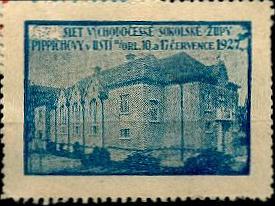 SLET VÝCHODOČESKÉ SOKOLSKÉ ŽUPY
PIPPICHOVY V ÚSTÍ N/ORL. 10. a 17. ČERVENCE 1927.